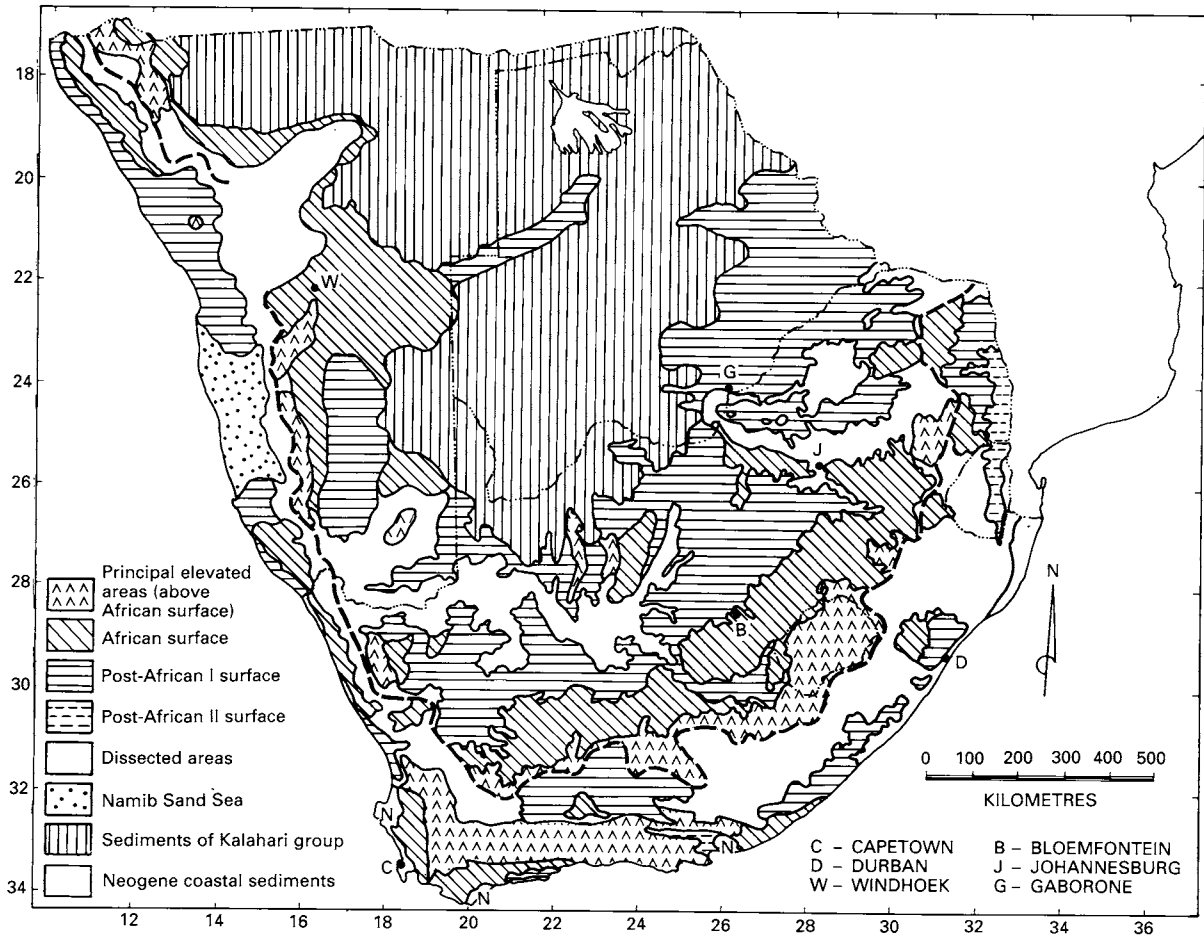 18
20
22
24
26
28
30
32
34
12
14
16
18
20
22
24
26
28
30
32
34
36
W
G
J
B
D
C
N
N
N
N
Principal elevated
areas (above
African surface)
African surface
Post-African I surface
Post-African II surface
Dissected areas
Namib Sand Sea
Sediments of Kalahari group
Neogene coastal sediments
0 100 200 300 400 500
KILOMETRES
C – CAPETOWN
D – DURBAN
W – WINDHOEK
B – BLOEMFONTEIN
J – JOHANNESBURG
G – GABORONE